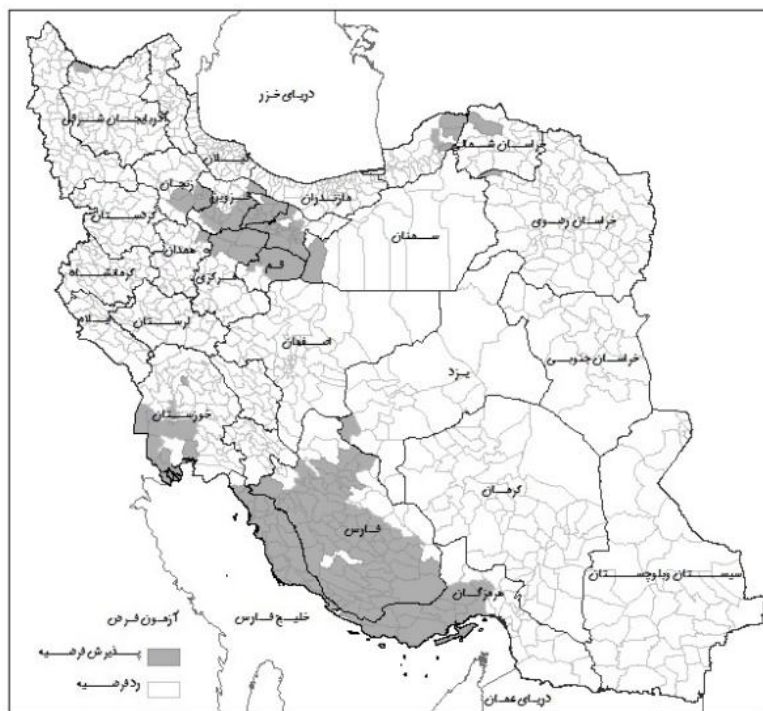 دریای خزر
آذربایجان شرقی
خراسان شمالی
گیلان
زنجان
قزوین
مازندران
کردستان
سمنان
خراسان رضوی
همدان
قم
کرمانشاه
مرکزی
ایلام
لرستان
اصفهان
خراسان جنوبی
یزد
خوزستان
کرمان
فارس
سیستان وبلوچستان
هرمزگان
آزمون فرض
خلیج فارس
پذیرش فرضیه
رد فرضیه
دریای عمان